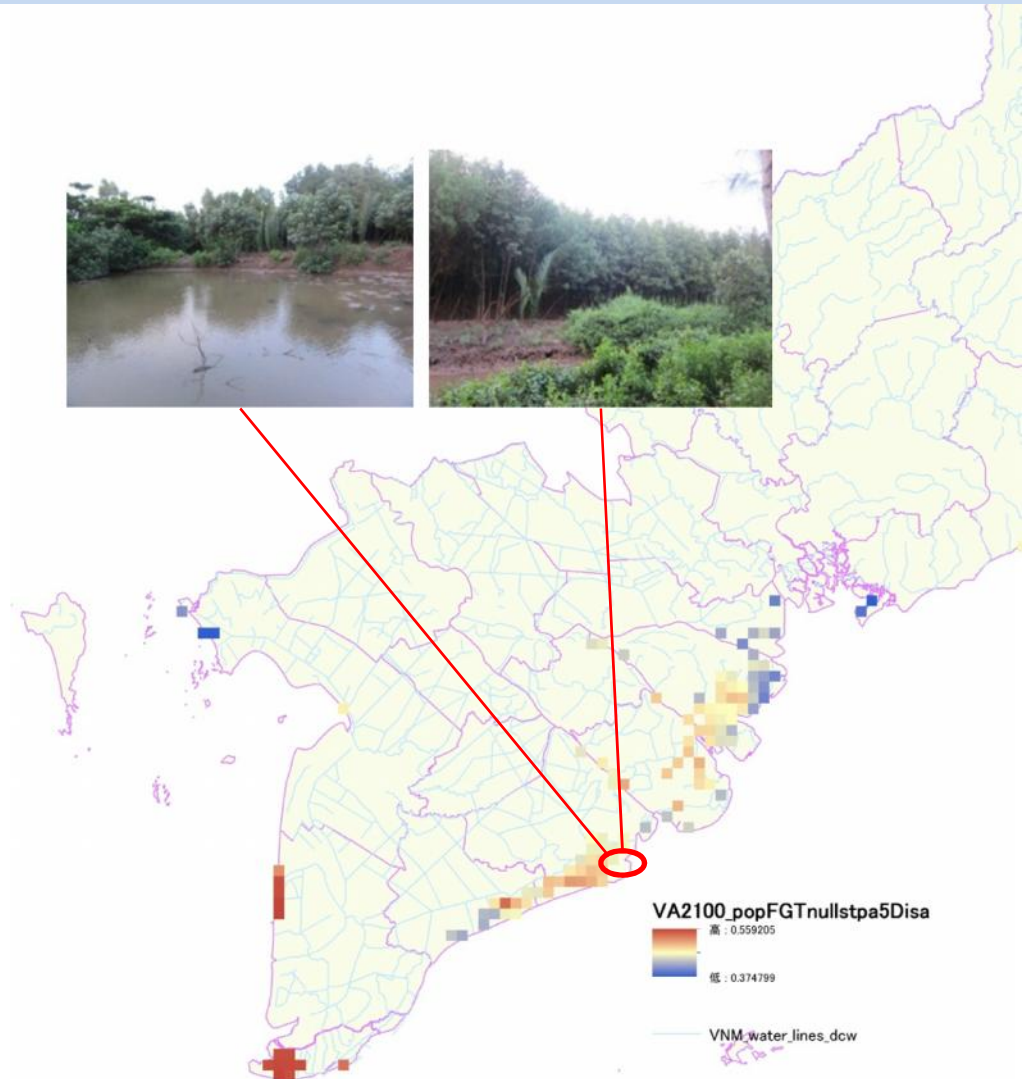 VA2100_popFGTnullstpa5Disa
高 : 0.559205
低 : 0.374799
VNM_water_lines_dcw